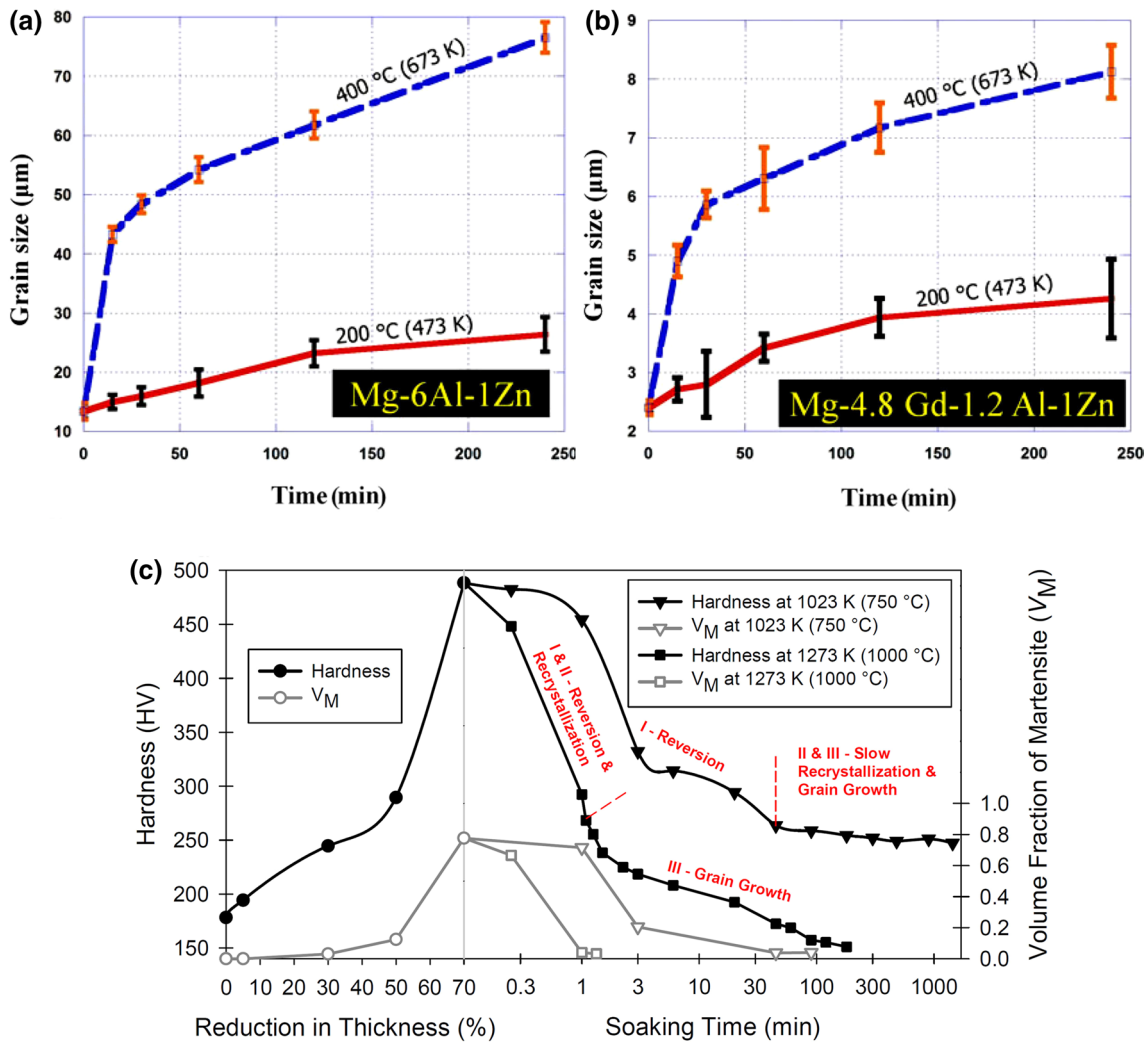 (a)
80
70
60
50
40
30
20
10
Grain size (µm)
400 °C (673 K)
200 °C (473 K)
Mg-6Al-1Zn
0
50
100
150
200
250
Time (min)
(b)
9
8
7
6
5
4
3
2
Grain size (µm)
400 °C (673 K)
200 °C (473 K)
Mg-4.8 Gd-1.2 Al-1Zn
0
50
100
150
200
250
Time (min)
(c)
500
450
400
350
300
250
200
150
Hardness (HV)
Hardness
VM
Hardness at 1023 K (750 °C)
VM at 1023 K (750 °C)
Hardness at 1273 K (1000 °C)
VM at 1273 K (1000 °C)
I & II - Reversion &
Recrystallization
I - Reversion
II & III - Slow
Recrystallization &
Grain Growth
III - Grain Growth
1.0
0.8
0.6
0.4
0.2
0.0
Volume Fraction of Martensite (VM)
0
10
20
30
40
50
60
70
0.3
1
3
10
30
100
300
1000
Reduction in Thickness (%)
Soaking Time (min)